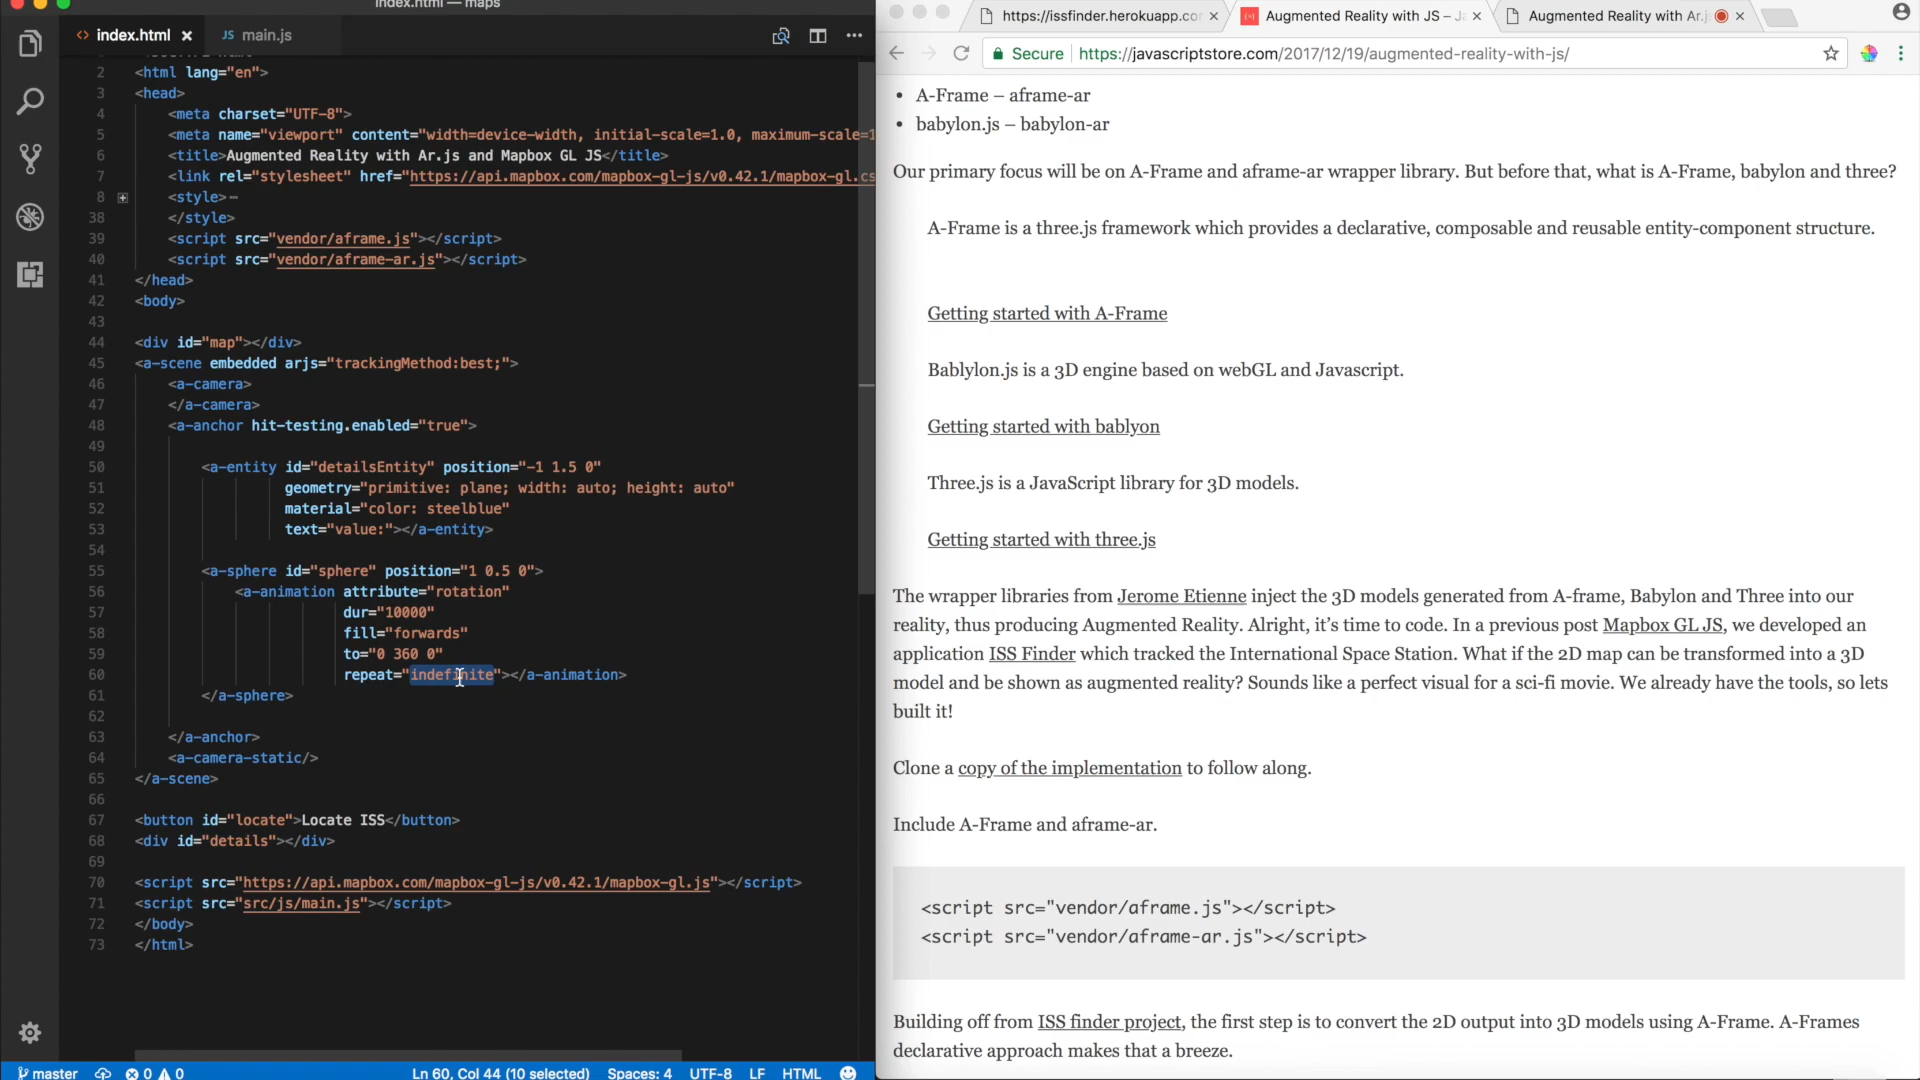 index.html — maps
index.html
JS main.js
2 <html lang="en">
3 <head>
4 <meta charset="UTF-8">
5 <meta name="viewport" content="width=device-width, initial-scale=1.0, maximum-scale=1
6 <title>Augmented Reality with Ar.js and Mapbox GL JS</title>
7 <link rel="stylesheet" href="https://api.mapbox.com/mapbox-gl-js/v0.42.1/mapbox-gl.cs
8 <style>⋯
38 </style>
39 <script src="vendor/aframe.js"></script>
40 <script src="vendor/aframe-ar.js"></script>
41 </head>
42 <body>
43
44 <div id="map"></div>
45 <a-scene embedded arjs="trackingMethod:best;">
46 <a-camera>
47 </a-camera>
48 <a-anchor hit-testing.enabled="true">
49
50 <a-entity id="detailsEntity" position="-1 1.5 0"
51 geometry="primitive: plane; width: auto; height: auto"
52 material="color: steelblue"
53 text="value:"></a-entity>
54
55 <a-sphere id="sphere" position="1 0.5 0">
56 <a-animation attribute="rotation"
57 dur="10000"
58 fill="forwards"
59 to="0 360 0"
60 repeat="indefinite"></a-animation>
61 </a-sphere>
62
63 </a-anchor>
64 <a-camera-static/>
65 </a-scene>
66
67 <button id="locate">Locate ISS</button>
68 <div id="details"></div>
69
70 <script src="https://api.mapbox.com/mapbox-gl-js/v0.42.1/mapbox-gl.js"></script>
71 <script src="src/js/main.js"></script>
72 </body>
73 </html>
master 0 0 Ln 60, Col 44 (10 selected) Spaces: 4 UTF-8 LF HTML
https://issfinder.herokuapp.co
Augmented Reality with JS –
Augmented Reality with Ar.j
Secure https://javascriptstore.com/2017/12/19/augmented-reality-with-js/
• A-Frame – aframe-ar
• babylon.js – babylon-ar
Our primary focus will be on A-Frame and aframe-ar wrapper library. But before that, what is A-Frame, babylon and three?
A-Frame is a three.js framework which provides a declarative, composable and reusable entity-component structure.
Getting started with A-Frame
Bablylon.js is a 3D engine based on webGL and Javascript.
Getting started with bablyon
Three.js is a JavaScript library for 3D models.
Getting started with three.js
The wrapper libraries from Jerome Etienne inject the 3D models generated from A-frame, Babylon and Three into our
reality, thus producing Augmented Reality. Alright, it's time to code. In a previous post Mapbox GL JS, we developed an
application ISS Finder which tracked the International Space Station. What if the 2D map can be transformed into a 3D
model and be shown as augmented reality? Sounds like a perfect visual for a sci-fi movie. We already have the tools, so lets
built it!
Clone a copy of the implementation to follow along.
Include A-Frame and aframe-ar.
<script src="vendor/aframe.js"></script>
<script src="vendor/aframe-ar.js"></script>
Building off from ISS finder project, the first step is to convert the 2D output into 3D models using A-Frame. A-Frames
declarative approach makes that a breeze.